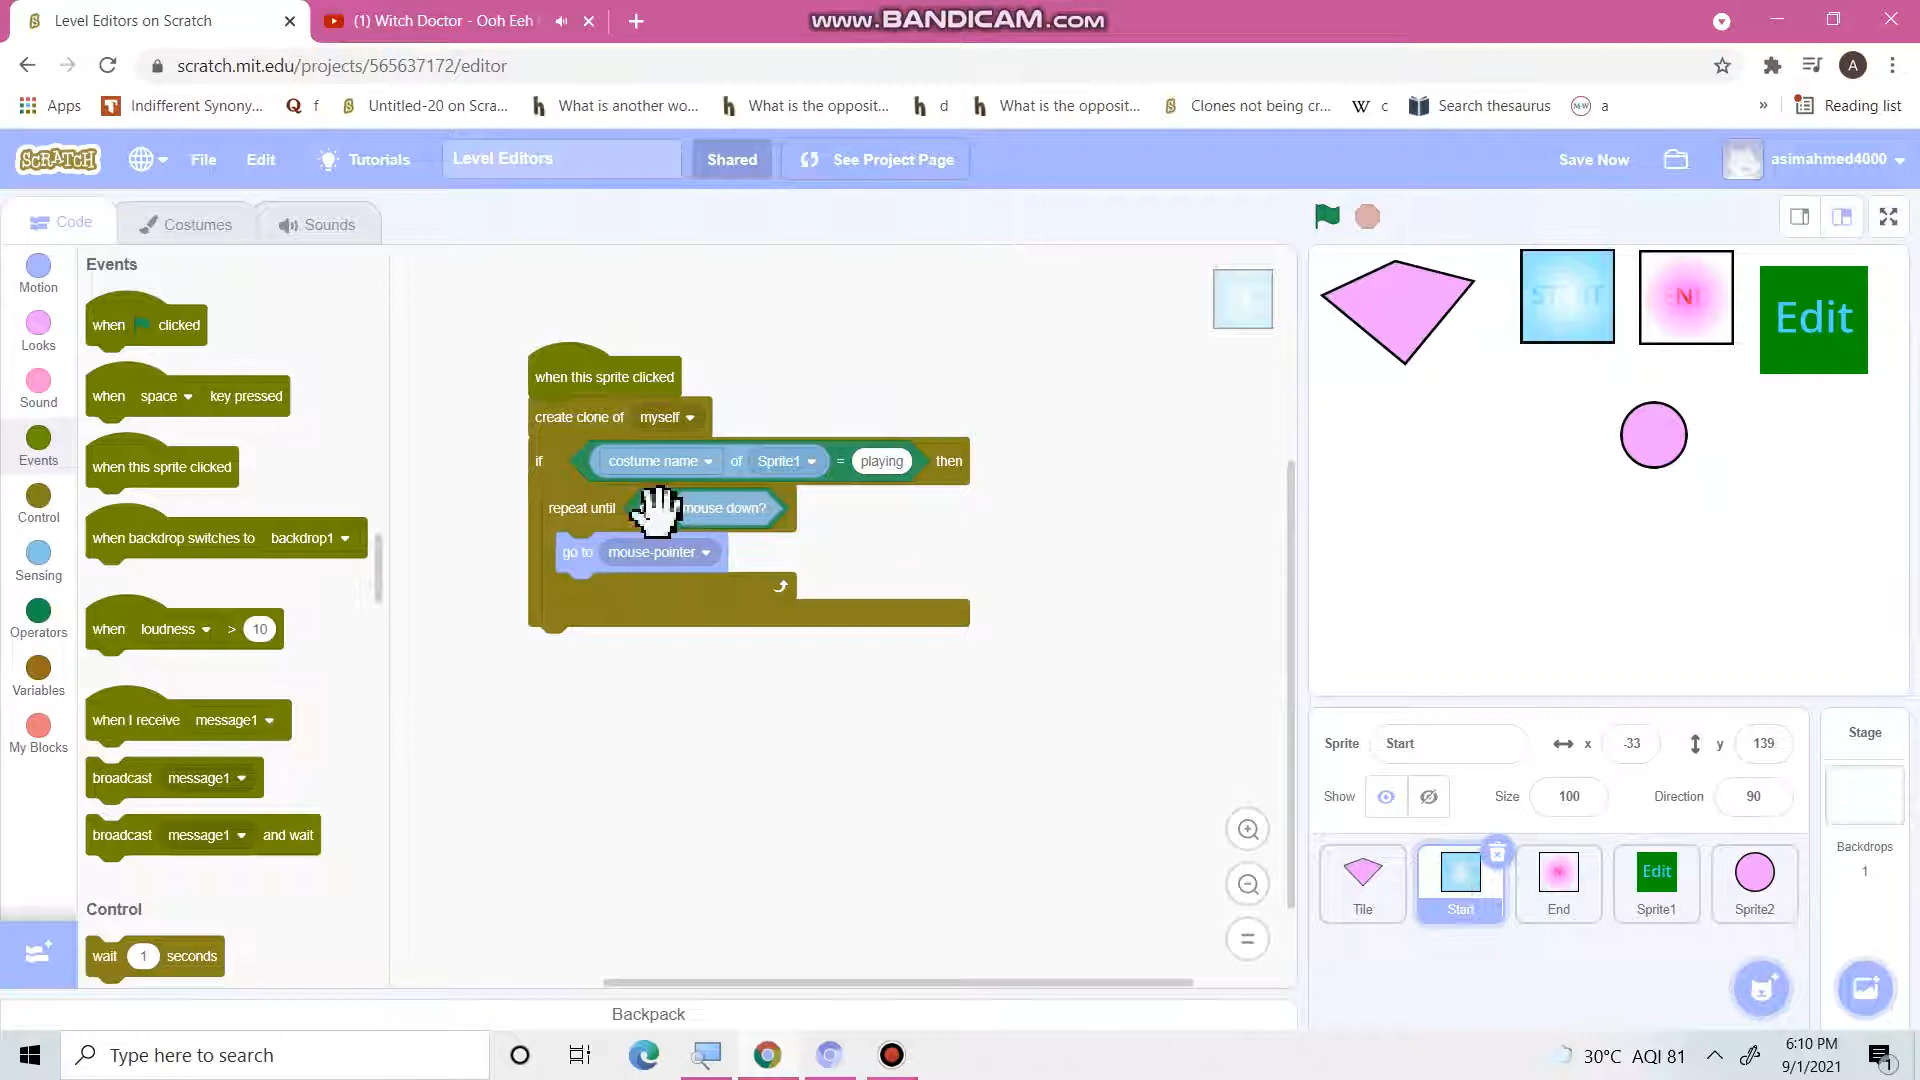 Level Editors on Scratch
(1) Witch Doctor - Ooh Eeh
www.BANDICAM.com
scratch.mit.edu/projects/565637172/editor
A
Apps
Indifferent Synony...
Q
f
Untitled-20 on Scra...
h
What is another wo...
h
What is the opposit...
h
d
h
What is the opposit...
Clones not being cr...
W
c
Search thesaurus
M-W
a
»
Reading list
SCRATCH
File
Edit
Tutorials
Level Editors
Shared
See Project Page
Save Now
asimahmed4000
Code
Costumes
Sounds
Motion
Looks
Sound
Events
Control
Sensing
Operators
Variables
My Blocks
Events
when clicked
when space key pressed
when this sprite clicked
when backdrop switches to backdrop1
when loudness > 10
when I receive message1
broadcast message1
broadcast message1 and wait
Control
wait 1 seconds
when this sprite clicked
create clone of myself
if costume name of Sprite1 = playing then
repeat until mouse down?
go to mouse-pointer
Edit
Sprite
Start
x
-33
y
139
Show
Size
100
Direction
90
Tile
Start
End
Edit
Sprite1
Sprite2
Stage
Backdrops
1
Backpack
Type here to search
30°C AQI 81
6:10 PM
9/1/2021
1